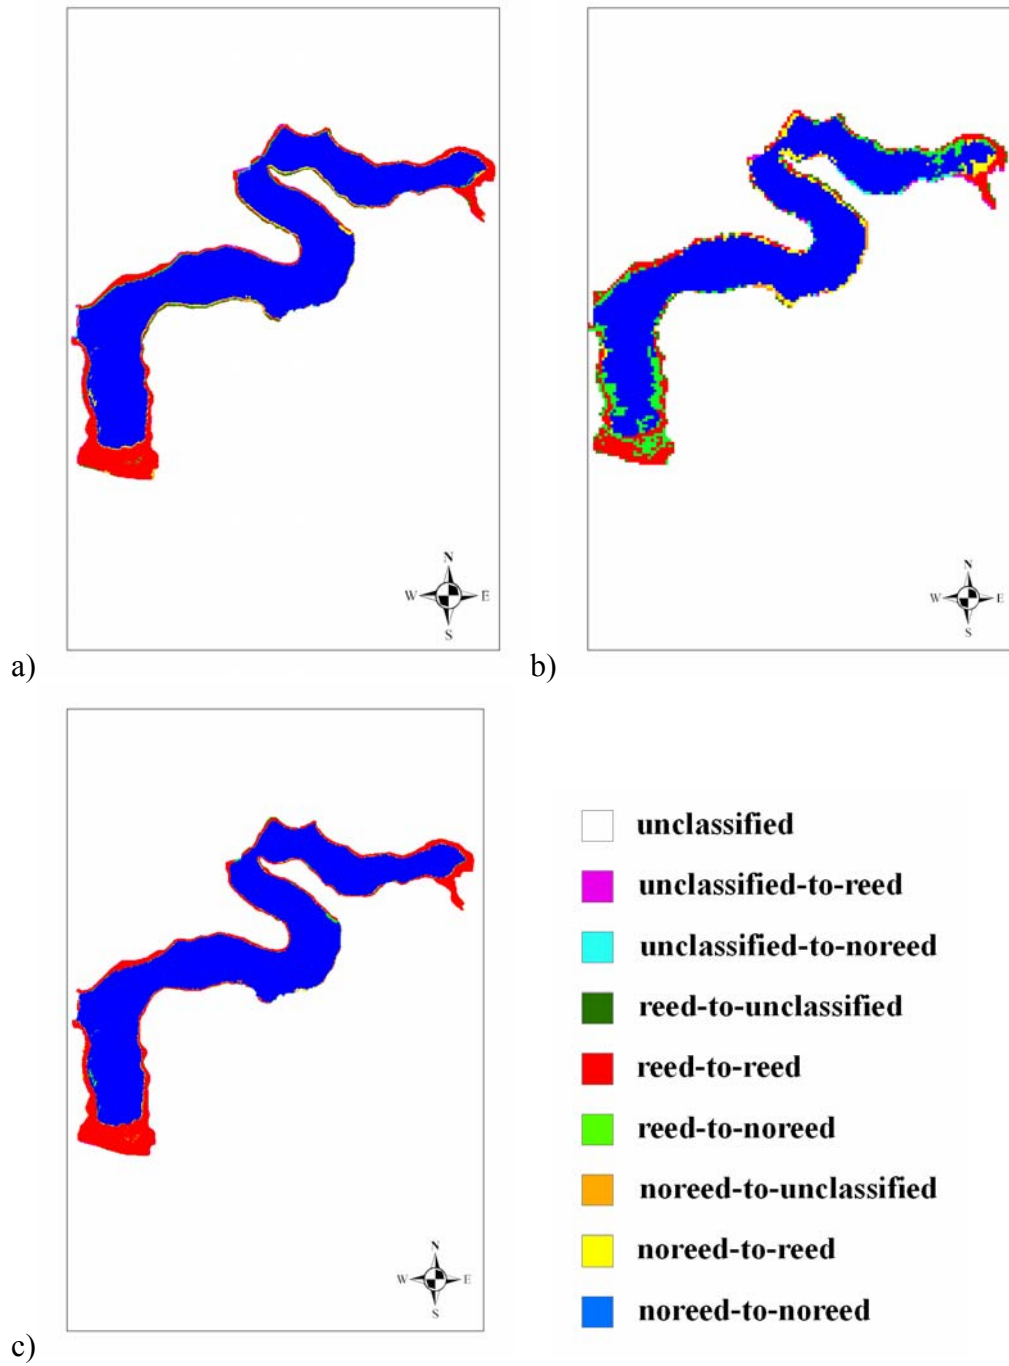 N
W E
S
a)
N
W E
S
b)
unclassified
unclassified-to-reed
unclassified-to-noreed
reed-to-unclassified
reed-to-reed
reed-to-noreed
noreed-to-unclassified
noreed-to-reed
noreed-to-noreed
N
W E
S
c)